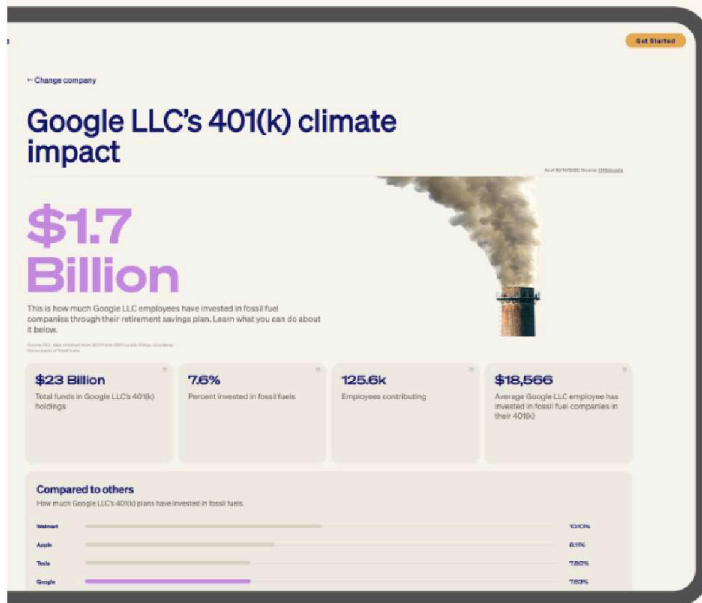 Get Started
← Change company
Google LLC's 401(k) climate
impact
$1.7
Billion
This is how much Google LLC employees have invested in fossil fuel
companies through their retirement savings plan. Learn what you can do about
it below.
$23 Billion
Total funds in Google LLC's 401(k)
holdings
7.6%
Percent invested in fossil fuels
125.6k
Employees contributing
$18,566
Average Google LLC employee has
invested in fossil fuel companies in
their 401(k)
Compared to others
How much Google LLC's 401(k) plans have invested in fossil fuels.
Walmart 10.10%
Apple
Tesla
Google